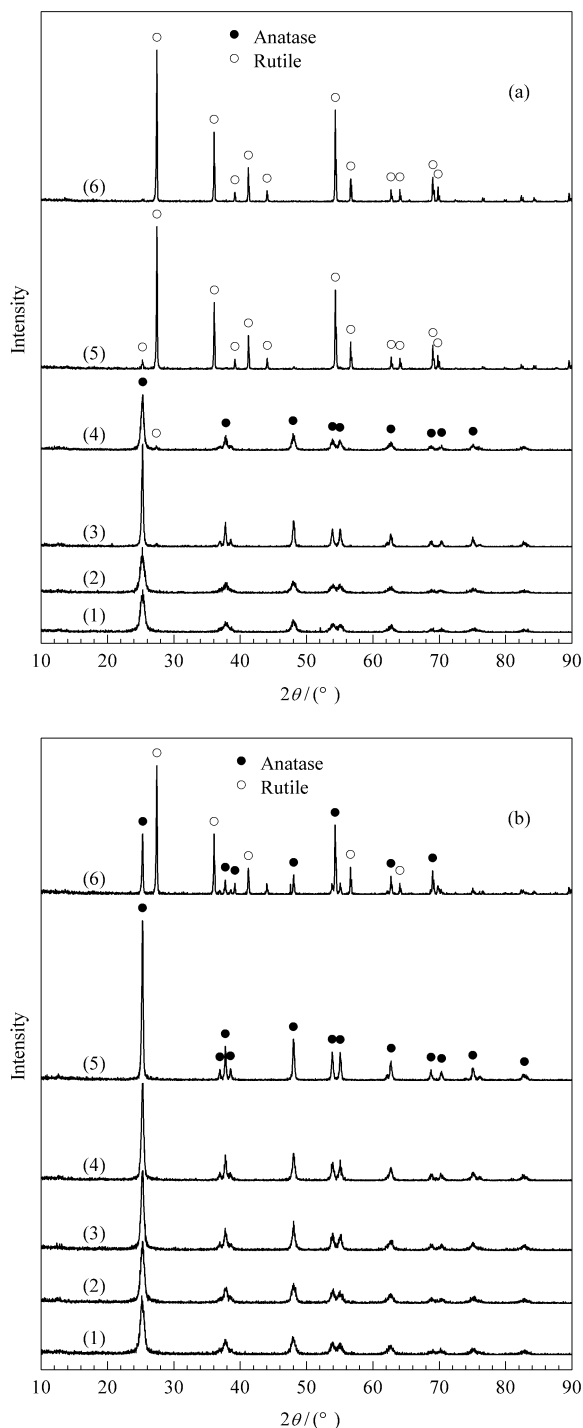 Anatase
Rutile
(a)
(6)
(5)
(4)
(3)
(2)
(1)
Intensity
10 20 30 40 50 60 70 80 90
2θ/(°)
Anatase
Rutile
(b)
(6)
(5)
(4)
(3)
(2)
(1)
Intensity
10 20 30 40 50 60 70 80 90
2θ/(°)